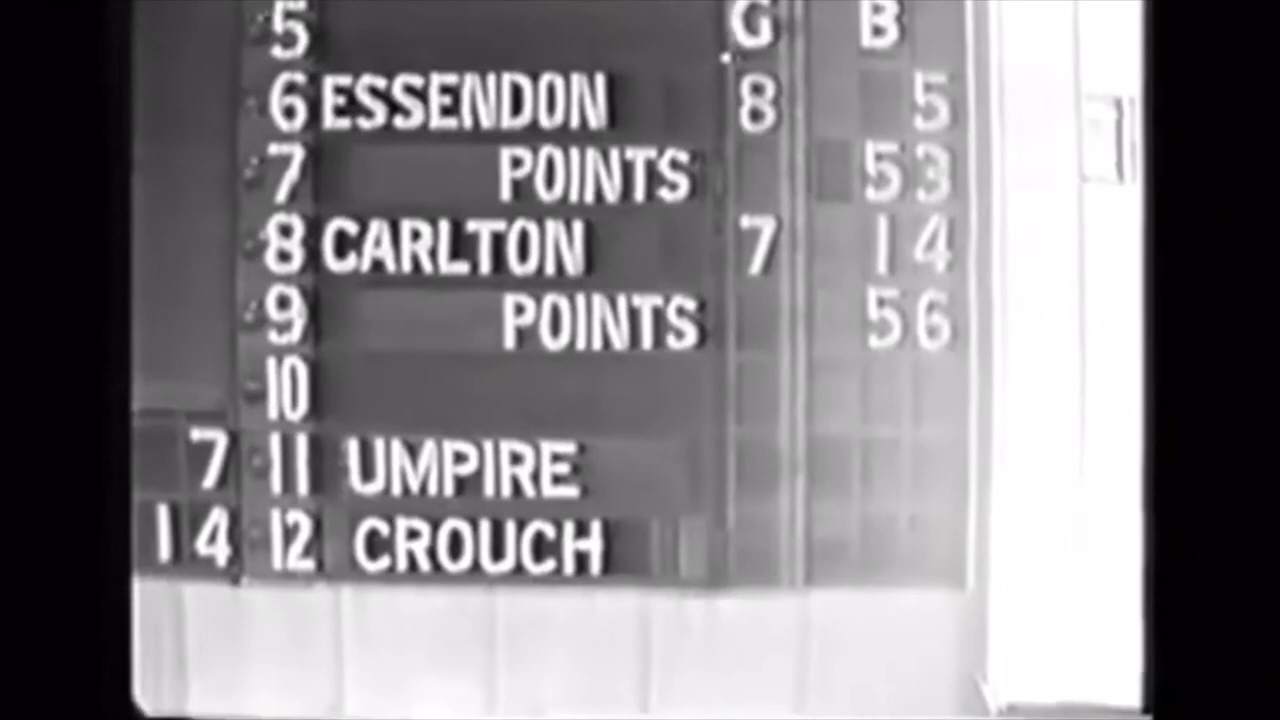 5 G B
6 ESSENDON 8 5
7 POINTS 53
8 CARLTON 7 14
9 POINTS 56
10
7 11 UMPIRE
14 12 CROUCH